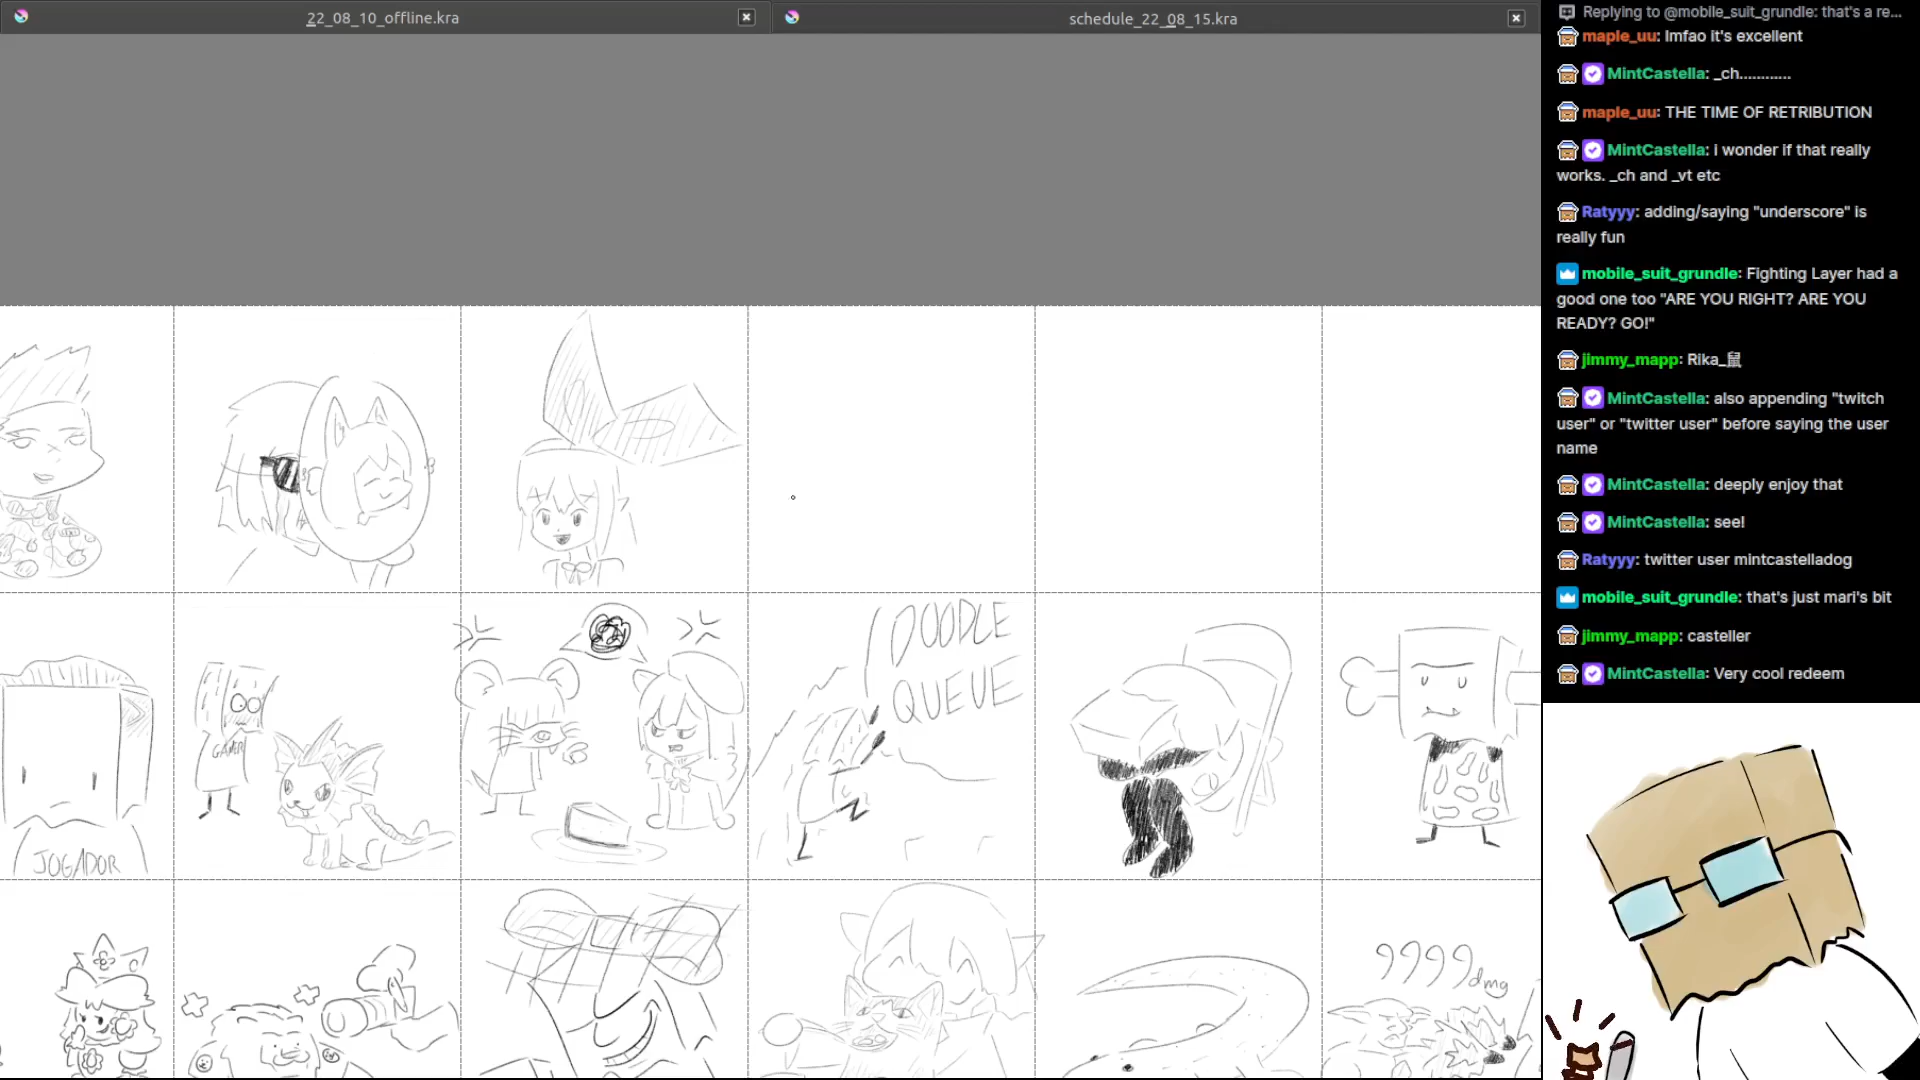 22_08_10_offline.kra
schedule_22_08_15.kra
Replying to @mobile_suit_grundle: that's a re...
maple_uu: lmfao it's excellent
MintCastella: _ch............
maple_uu: THE TIME OF RETRIBUTION
MintCastella: i wonder if that really
works. _ch and _vt etc
Ratyyy: adding/saying "underscore" is
really fun
mobile_suit_grundle: Fighting Layer had a
good one too "ARE YOU RIGHT? ARE YOU
READY? GO!"
jimmy_mapp: Rika_鼠
MintCastella: also appending "twitch
user" or "twitter user" before saying the user
name
MintCastella: deeply enjoy that
MintCastella: seel
Ratyyy: twitter user mintcastelladog
mobile_suit_grundle: that's just mari's bit
jimmy_mapp: casteller
MintCastella: Very cool redeem
DOODLE
QUEUE
GAMER
JOGADOR
9999dmg